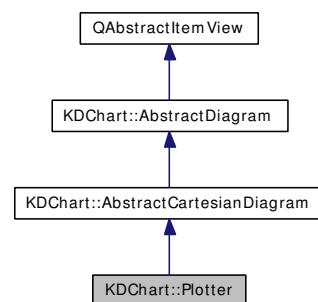 QAbstractItemView
KDChart::AbstractDiagram
KDChart::AbstractCartesianDiagram
KDChart::Plotter